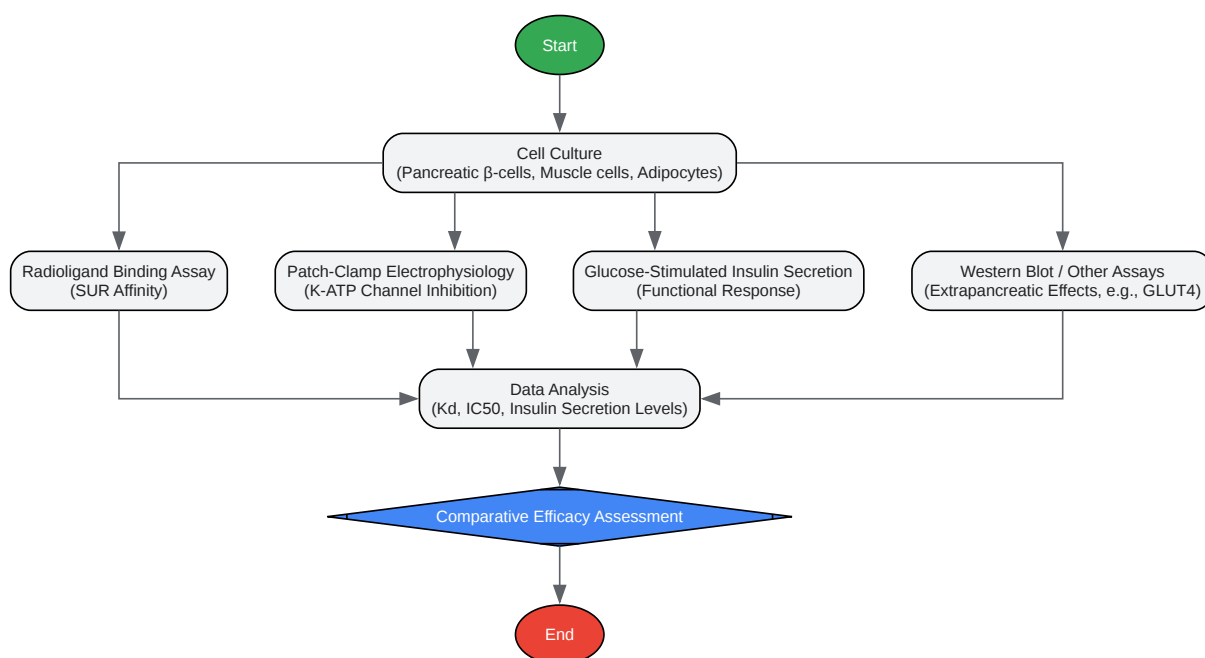 Start
Cell Culture
(Pancreatic β-cells, Muscle cells, Adipocytes)
Radioligand Binding Assay
(SUR Affinity)
Patch-Clamp Electrophysiology
(K-ATP Channel Inhibition)
Glucose-Stimulated Insulin Secretion
(Functional Response)
Western Blot / Other Assays
(Extrapancreatic Effects, e.g., GLUT4)
Data Analysis
(Kd, IC50, Insulin Secretion Levels)
Comparative Efficacy Assessment
End